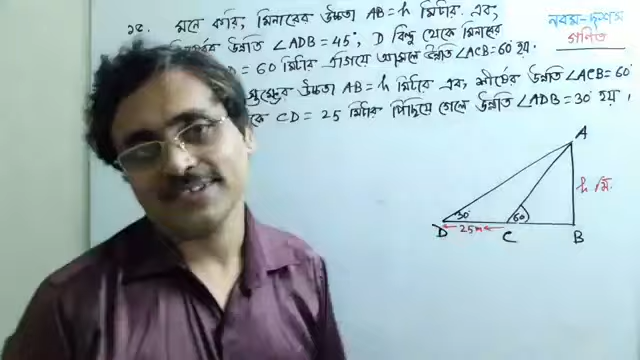 ১২. মনে করি, মিনারের উচ্চতা AB = h মিটার. এবং
উন্নতি ∠ADB = 45°, D বিন্দু থেকে মিনারের
= 60 মিটার এগিয়ে আসলে উন্নতি ∠ACB = 60° হয়.
উচ্চতা AB = h মিটার এবং শীর্ষের উন্নতি ∠ACB = 60°
CD = 25 মিটার পিছিয়ে গেলে উন্নতি ∠ADB = 30° হয়।
নবম-দশম
গণিত
A
h মি.
30°
60
D
25m
C
B